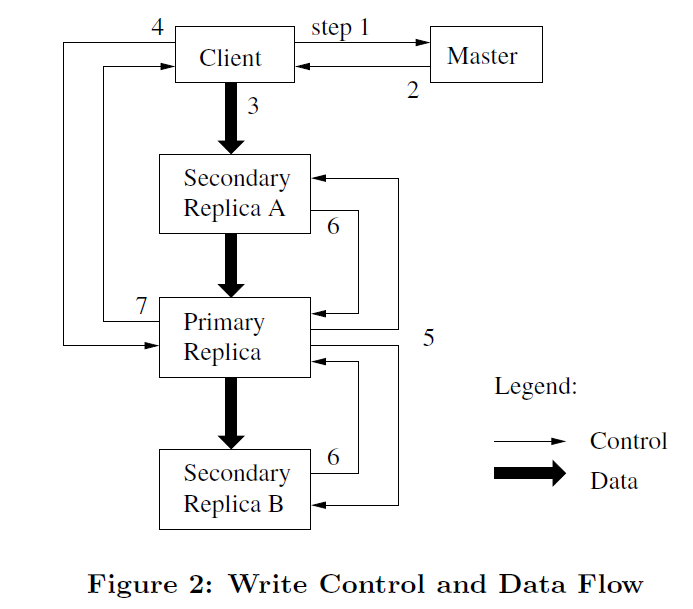 4
step 1
Client
Master
2
3
Secondary
Replica A
6
7
Primary
Replica
5
Legend:
Control
6
Secondary
Replica B
Data
Figure 2: Write Control and Data Flow